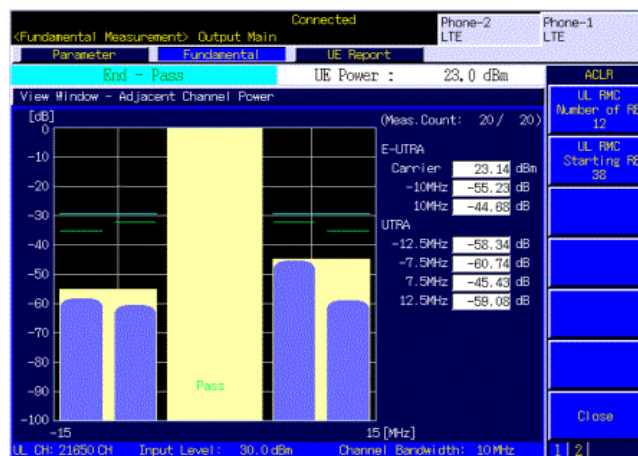 Connected
Phone-2
LTE
Phone-1
LTE
<Fundamental Measurement> Output Main
Parameter
Fundamental
UE Report
End - Pass
UE Power : 23.0 dBm
ACLR
View Window - Adjacent Channel Power
UL RMC
Number of RB
12
UL RMC
Starting RB
38
Close
1 2
[dB]
(Meas.Count: 20/ 20)
0
-10
-20
-30
-40
-50
-60
-70
-80
-90
-100
E-UTRA
Carrier 23.14 dBm
-10MHz -55.23 dB
10MHz -44.68 dB
UTRA
-12.5MHz -58.34 dB
-7.5MHz -60.74 dB
7.5MHz -45.43 dB
12.5MHz -59.08 dB
Pass
-15
15 [MHz]
UL CH: 21650 CH Input Level: 30.0 dBm Channel Bandwidth: 10 MHz